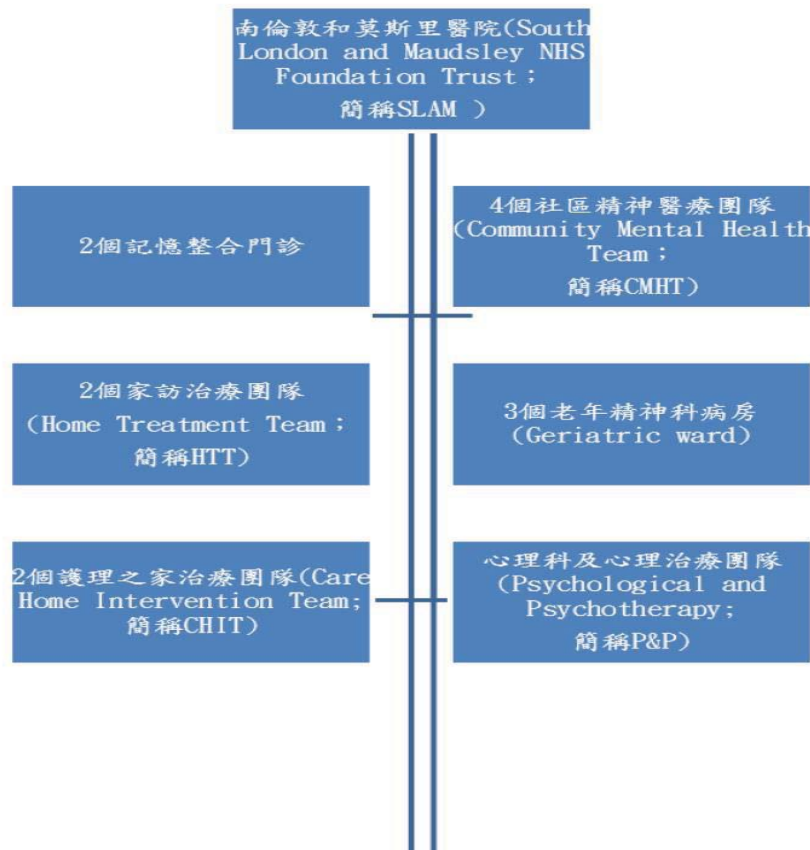 南倫敦和莫斯里醫院(South
London and Maudsley NHS
Foundation Trust；
簡稱SLAM )
2個記憶整合門診
4個社區精神醫療團隊
(Community Mental Health
Team；
簡稱CMHT)
2個家訪治療團隊
(Home Treatment Team；
簡稱HTT)
3個老年精神科病房
(Geriatric ward)
2個護理之家治療團隊(Care
Home Intervention Team;
簡稱CHIT)
心理科及心理治療團隊
(Psychological and
Psychotherapy;
簡稱P&P)